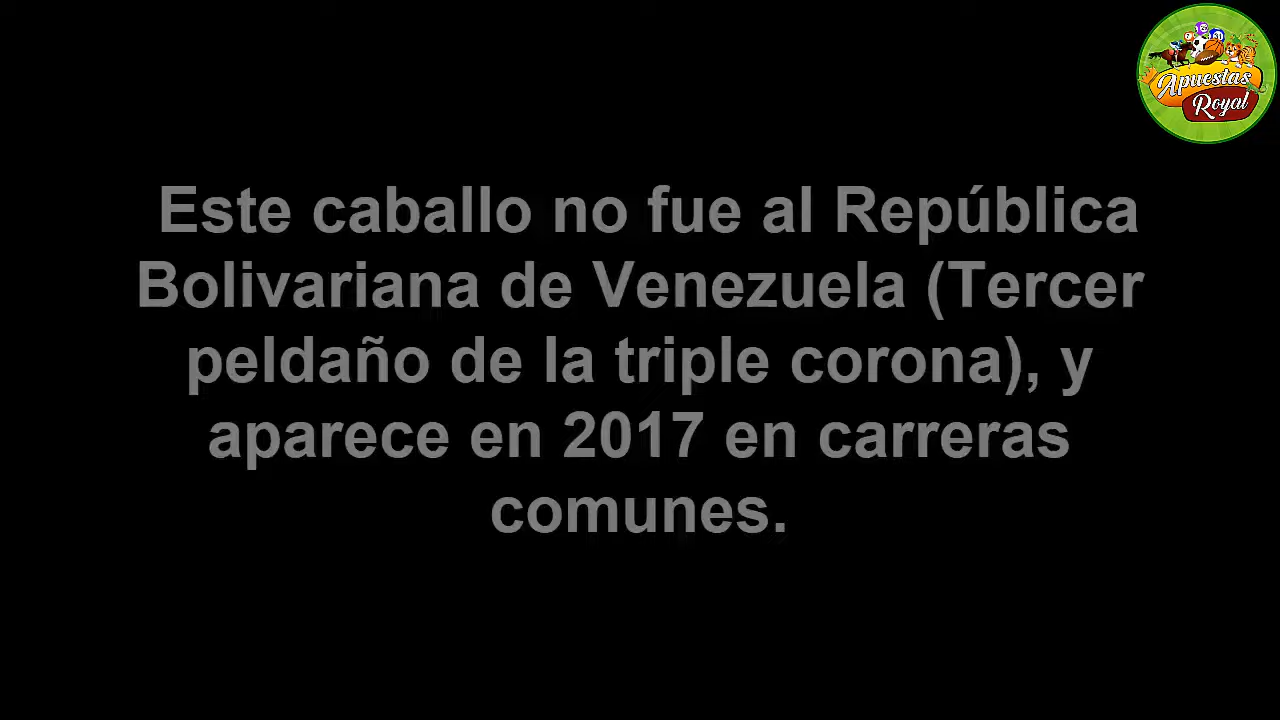 Apuestas
Royal
Este caballo no fue al República
Bolivariana de Venezuela (Tercer
peldaño de la triple corona), y
aparece en 2017 en carreras
comunes.